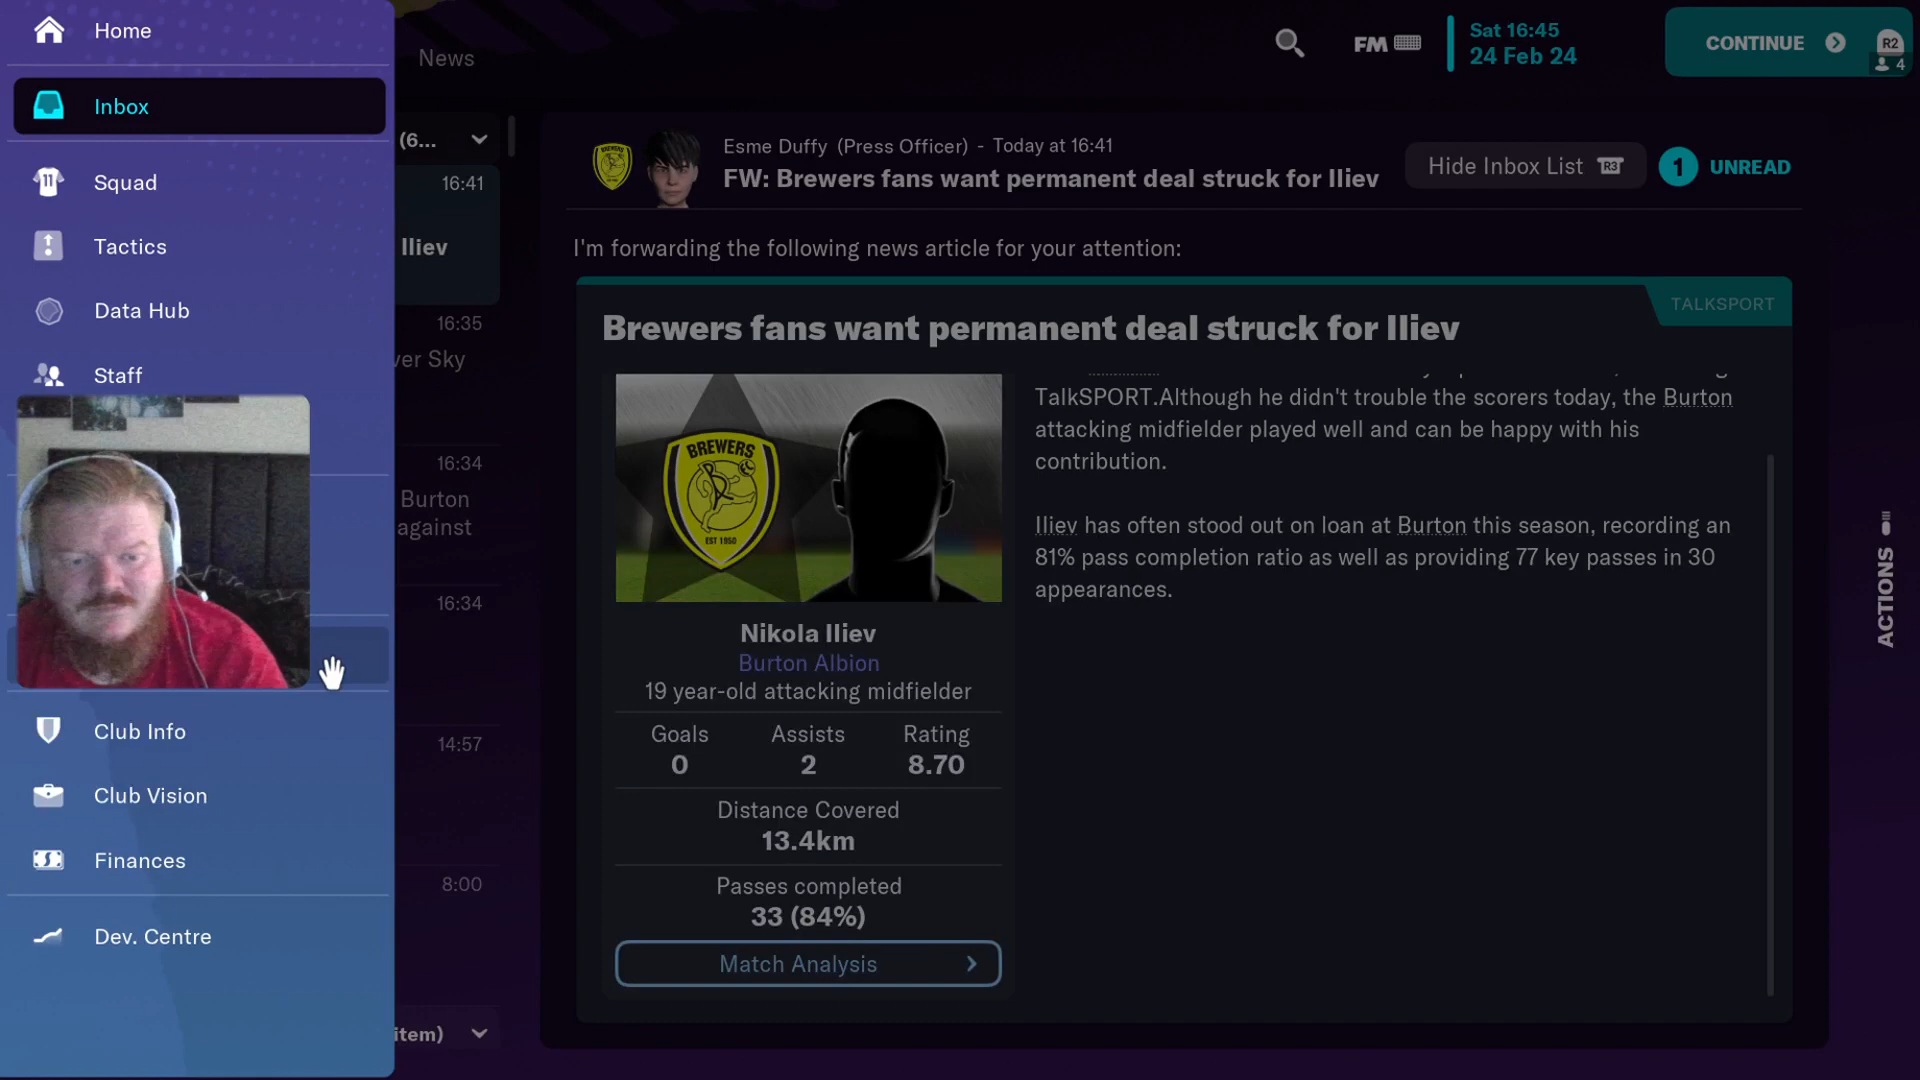 Home
Inbox
Squad
Tactics
Data Hub
Staff
Club Info
Club Vision
Finances
Dev. Centre
News
FM
Sat 16:45
24 Feb 24
CONTINUE
R2
4
(6...
16:41
Iliev
16:35
ver Sky
16:34
Burton
against
16:34
14:57
8:00
item)
Esme Duffy (Press Officer) - Today at 16:41
FW: Brewers fans want permanent deal struck for Iliev
Hide Inbox List R3
1 UNREAD
I'm forwarding the following news article for your attention:
TALKSPORT
Brewers fans want permanent deal struck for Iliev
BREWERS
EST 1950
Nikola Iliev
Burton Albion
19 year-old attacking midfielder
Goals Assists Rating
0 2 8.70
Distance Covered
13.4km
Passes completed
33 (84%)
Match Analysis
TalkSPORT.Although he didn't trouble the scorers today, the Burton
attacking midfielder played well and can be happy with his
contribution.
Iliev has often stood out on loan at Burton this season, recording an
81% pass completion ratio as well as providing 77 key passes in 30
appearances.
ACTIONS